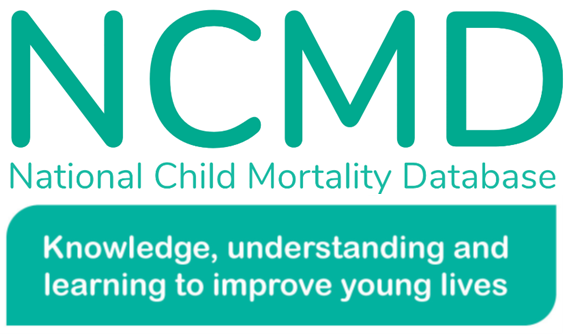 NCMD
National Child Mortality Database
Knowledge, understanding and
learning to improve young lives